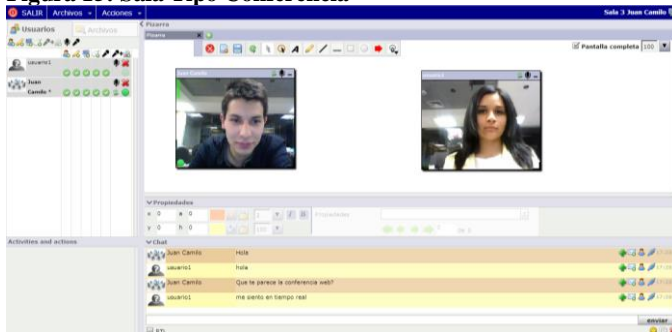 Figura 11: Sala Tipo Conferencia
SALIR Archivos Acciones Sala 3 Juan Camilo
Usuarios Archivos
Pizarra
Pizarra
Pantalla completa 100
usuario1
Juan
Camilo *
Juan Camilo
usuario1
Propiedades
x 0 a 0
y 0 h 0
Propiedades
Activities and actions
Chat
Juan Camilo Hola
usuario1 hola
Juan Camilo Que te parece la conferencia web?
usuario1 me siento en tiempo real
enviar